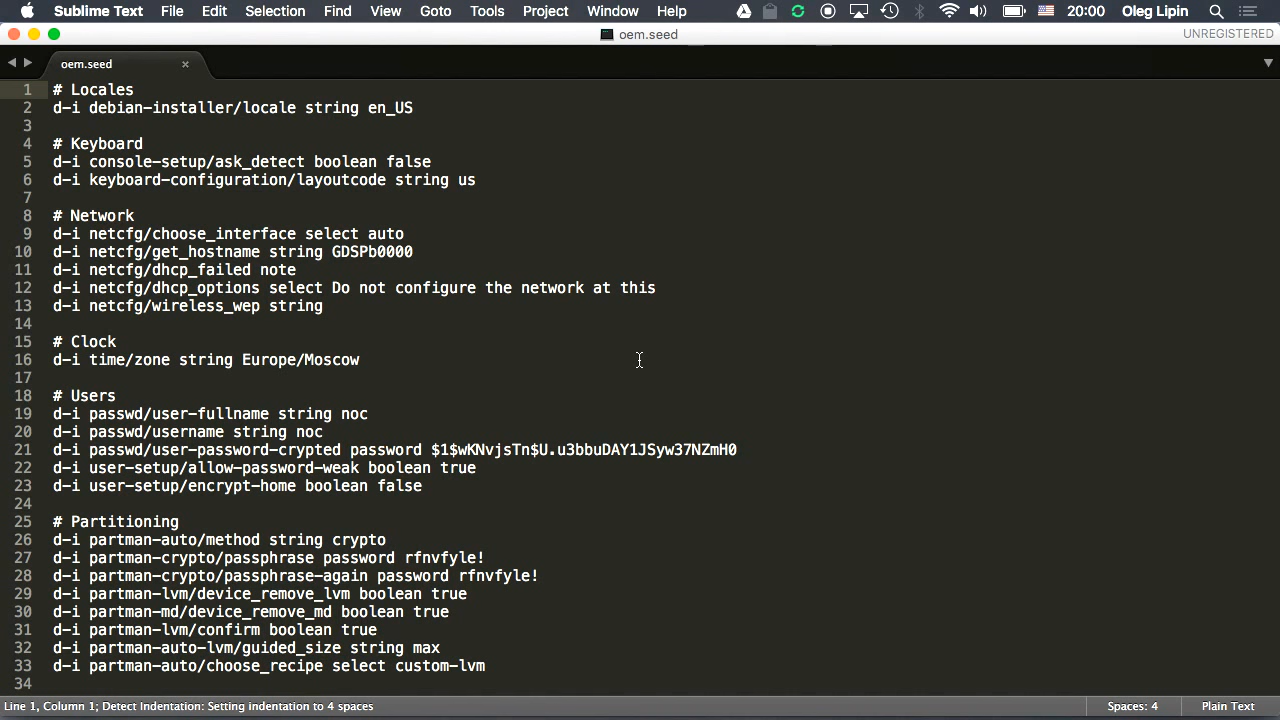 Sublime Text File Edit Selection Find View Goto Tools Project Window Help 20:00 Oleg Lipin
oem.seed UNREGISTERED
oem.seed ×
1 # Locales
2 d-i debian-installer/locale string en_US
3
4 # Keyboard
5 d-i console-setup/ask_detect boolean false
6 d-i keyboard-configuration/layoutcode string us
7
8 # Network
9 d-i netcfg/choose_interface select auto
10 d-i netcfg/get_hostname string GDSPb0000
11 d-i netcfg/dhcp_failed note
12 d-i netcfg/dhcp_options select Do not configure the network at this
13 d-i netcfg/wireless_wep string
14
15 # Clock
16 d-i time/zone string Europe/Moscow
17
18 # Users
19 d-i passwd/user-fullname string noc
20 d-i passwd/username string noc
21 d-i passwd/user-password-crypted password $1$wKNvjsTn$U.u3bbuDAY1JSyw37NZmH0
22 d-i user-setup/allow-password-weak boolean true
23 d-i user-setup/encrypt-home boolean false
24
25 # Partitioning
26 d-i partman-auto/method string crypto
27 d-i partman-crypto/passphrase password rfnvfyle!
28 d-i partman-crypto/passphrase-again password rfnvfyle!
29 d-i partman-lvm/device_remove_lvm boolean true
30 d-i partman-md/device_remove_md boolean true
31 d-i partman-lvm/confirm boolean true
32 d-i partman-auto-lvm/guided_size string max
33 d-i partman-auto/choose_recipe select custom-lvm
34
Line 1, Column 1; Detect Indentation: Setting indentation to 4 spaces Spaces: 4 Plain Text